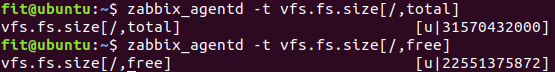 fit@ubuntu:~$ zabbix_agentd -t vfs.fs.size[/,total]
vfs.fs.size[/,total] [u|31570432000]
fit@ubuntu:~$ zabbix_agentd -t vfs.fs.size[/,free]
vfs.fs.size[/,free] [u|22551375872]